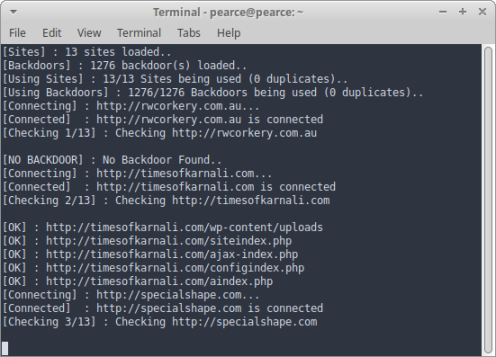 Terminal - pearce@pearce: ~
File Edit View Terminal Tabs Help
[Sites] : 13 sites loaded..
[Backdoors] : 1276 backdoor(s) loaded..
[Using Sites] : 13/13 Sites being used (0 duplicates)..
[Using Backdoors] : 1276/1276 Backdoors being used (0 duplicates)..
[Connecting] : http://rwcorkery.com.au...
[Connected]  : http://rwcorkery.com.au is connected
[Checking 1/13] : Checking http://rwcorkery.com.au
[NO BACKDOOR] : No Backdoor Found..
[Connecting] : http://timesofkarnali.com...
[Connected]  : http://timesofkarnali.com is connected
[Checking 2/13] : Checking http://timesofkarnali.com
[OK] : http://timesofkarnali.com/wp-content/uploads
[OK] : http://timesofkarnali.com/siteindex.php
[OK] : http://timesofkarnali.com/ajax-index.php
[OK] : http://timesofkarnali.com/configindex.php
[OK] : http://timesofkarnali.com/aindex.php
[Connecting] : http://specialshape.com...
[Connected]  : http://specialshape.com is connected
[Checking 3/13] : Checking http://specialshape.com